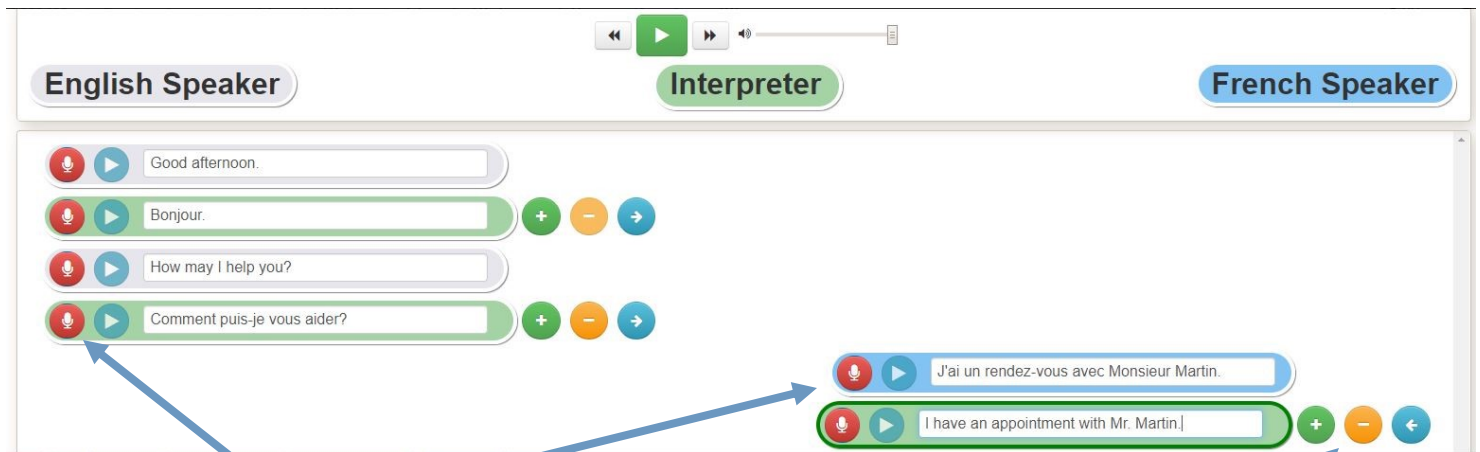 English Speaker
Interpreter
French Speaker
Good afternoon.
Bonjour.
How may I help you?
Comment puis-je vous aider?
J'ai un rendez-vous avec Monsieur Martin.
I have an appointment with Mr. Martin.